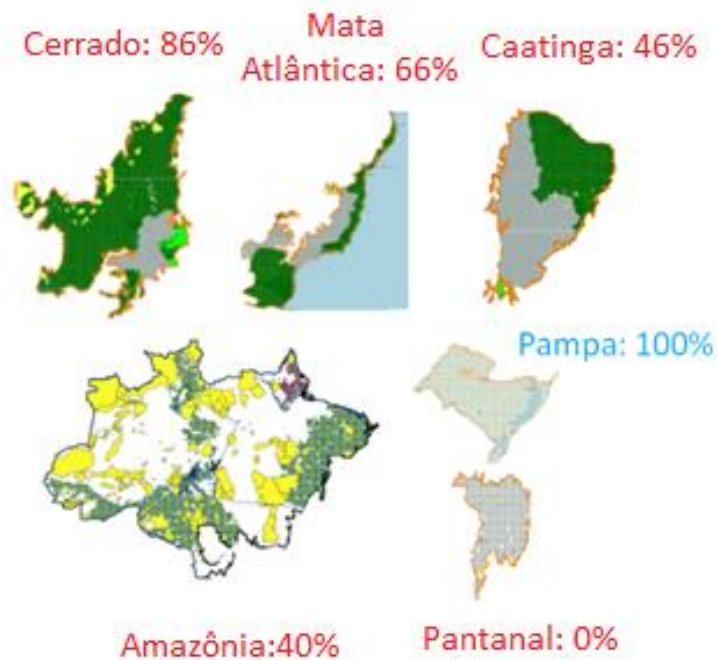 Cerrado: 86%
Mata
Atlântica: 66%
Caatinga: 46%
Pampa: 100%
Amazônia:40%
Pantanal: 0%